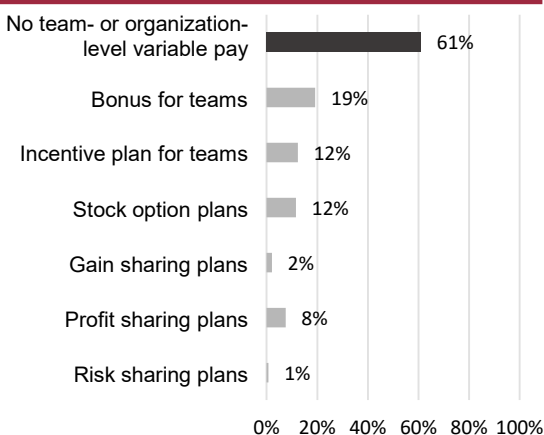 No team- or organization-
level variable pay
61%
Bonus for teams
19%
Incentive plan for teams
12%
Stock option plans
12%
Gain sharing plans
2%
Profit sharing plans
8%
Risk sharing plans
1%
0% 20% 40% 60% 80% 100%